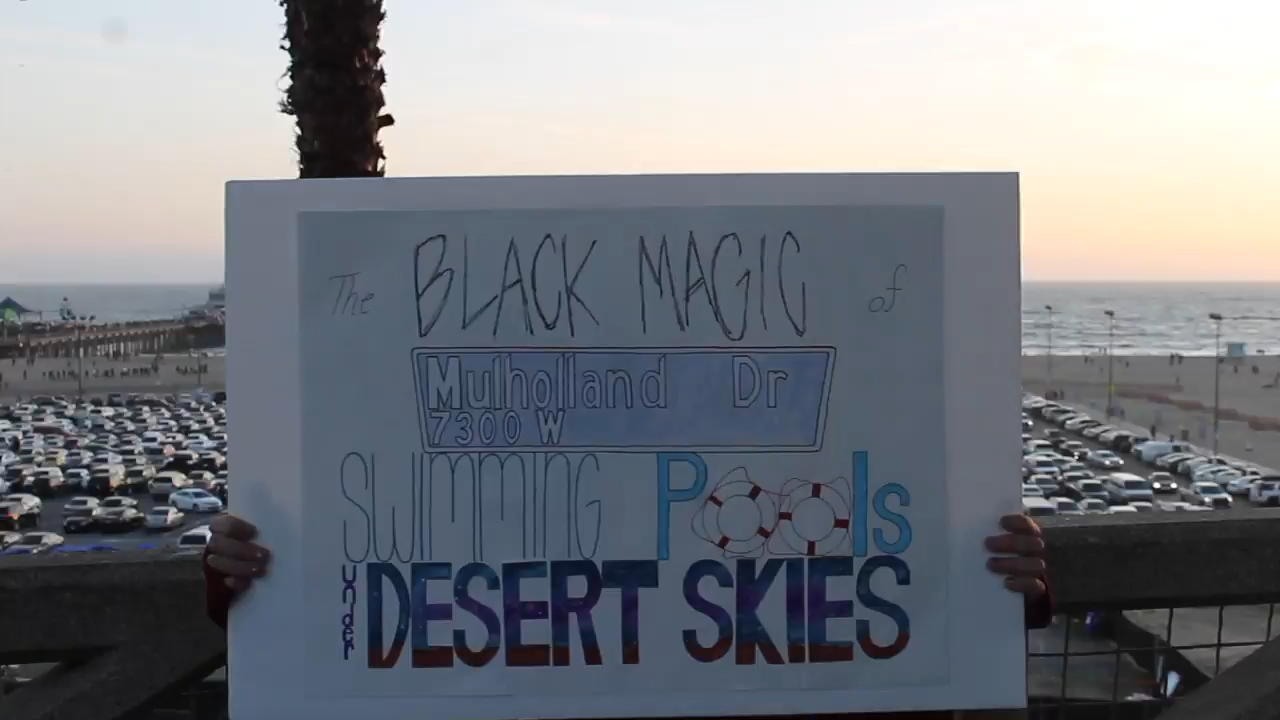 The BLACK MAGIC of
Mulholland Dr
7300 W
SWIMMING Pools
UNDER DESERT SKIES